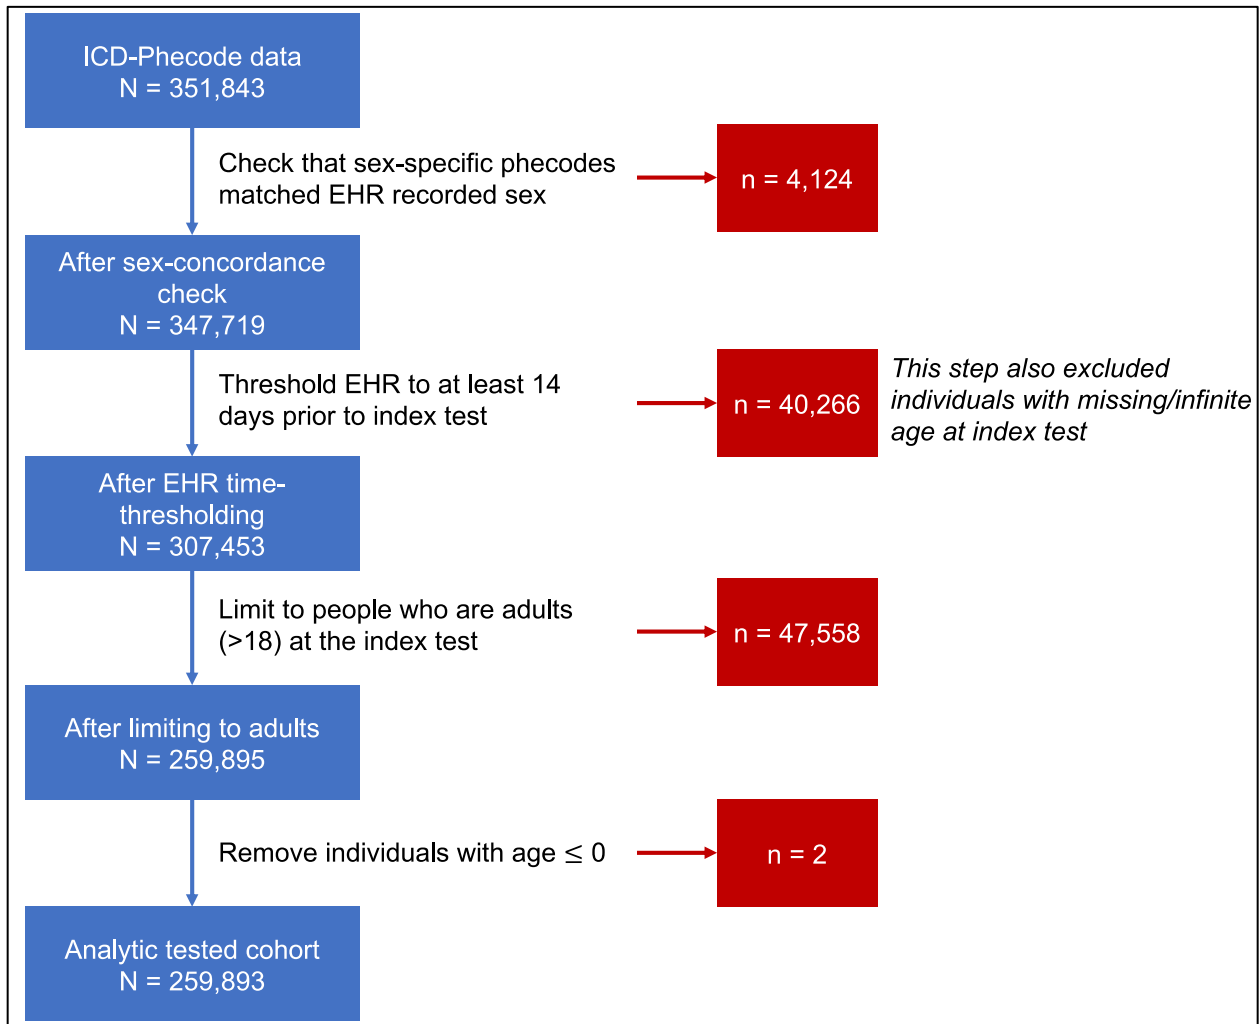 ICD-Phecode data
N = 351,843
Check that sex-specific phecodes
matched EHR recorded sex
n = 4,124
After sex-concordance
check
N = 347,719
Threshold EHR to at least 14
days prior to index test
n = 40,266
This step also excluded
individuals with missing/infinite
age at index test
After EHR time-
thresholding
N = 307,453
Limit to people who are adults
(>18) at the index test
n = 47,558
After limiting to adults
N = 259,895
Remove individuals with age ≤ 0
n = 2
Analytic tested cohort
N = 259,893